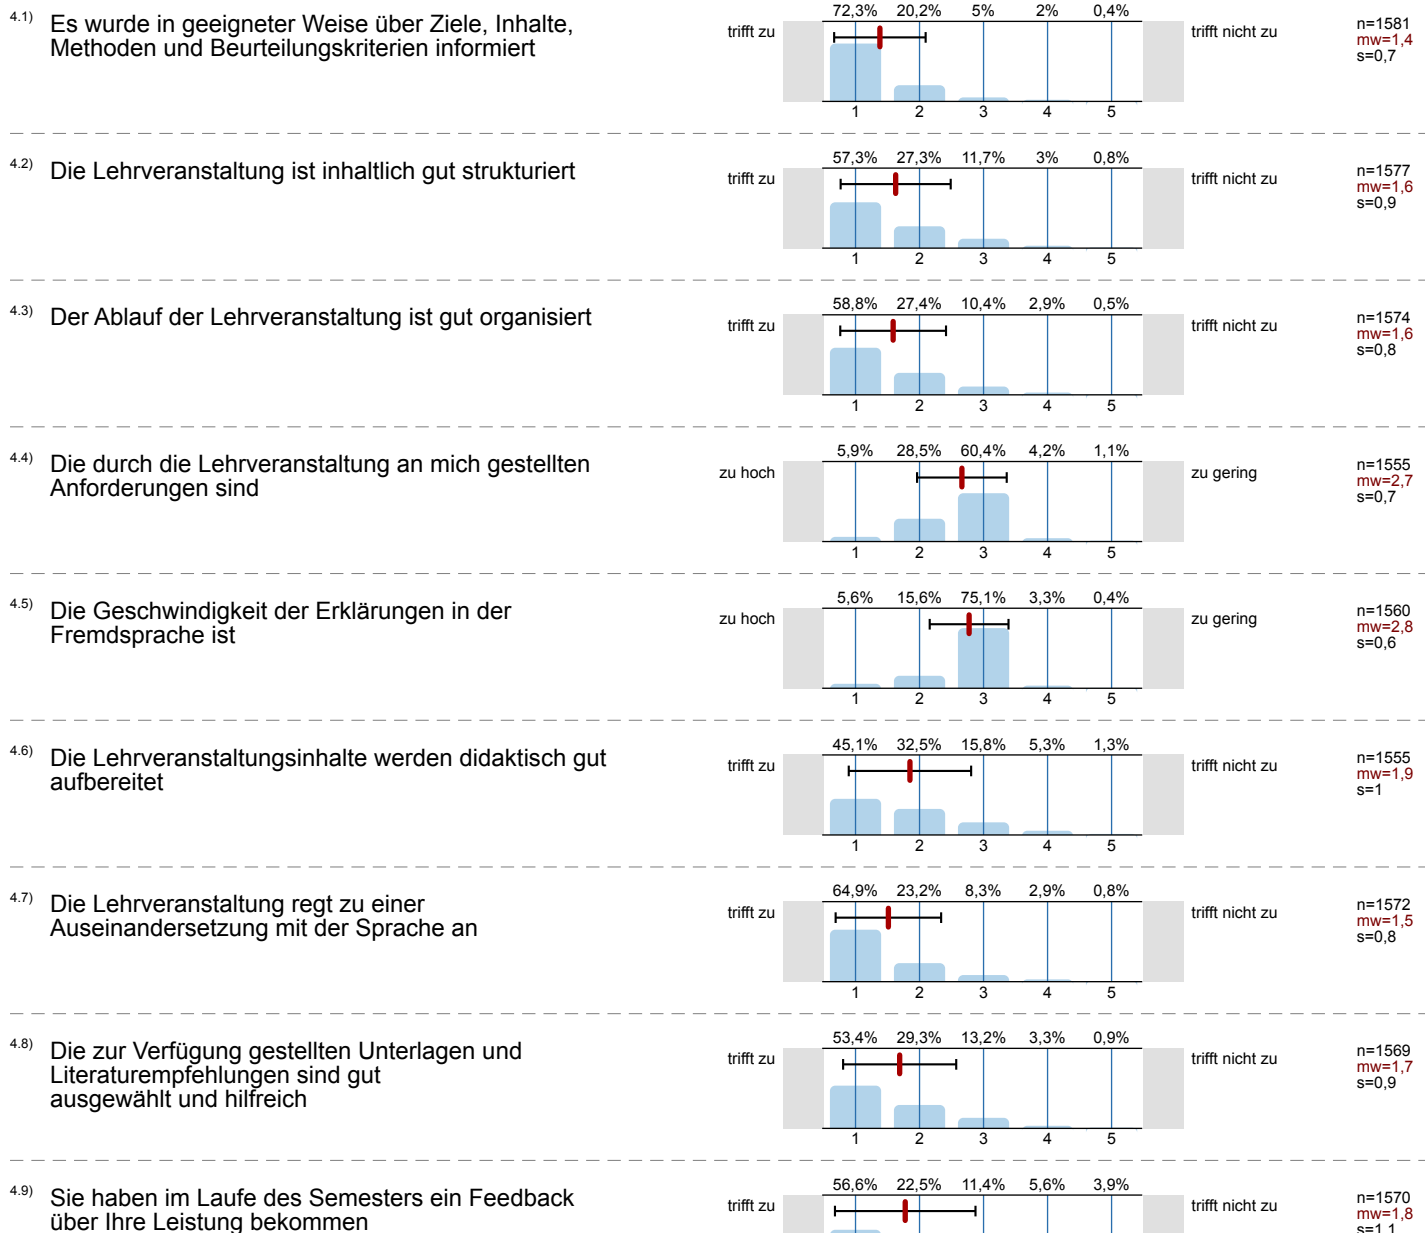 4.1) Es wurde in geeigneter Weise über Ziele, Inhalte,
Methoden und Beurteilungskriterien informiert
72,3% 20,2% 5% 2% 0,4%
trifft zu trifft nicht zu
n=1581
mw=1,4
s=0,7
1 2 3 4 5
4.2) Die Lehrveranstaltung ist inhaltlich gut strukturiert
57,3% 27,3% 11,7% 3% 0,8%
trifft zu trifft nicht zu
n=1577
mw=1,6
s=0,9
1 2 3 4 5
4.3) Der Ablauf der Lehrveranstaltung ist gut organisiert
58,8% 27,4% 10,4% 2,9% 0,5%
trifft zu trifft nicht zu
n=1574
mw=1,6
s=0,8
1 2 3 4 5
4.4) Die durch die Lehrveranstaltung an mich gestellten
Anforderungen sind
5,9% 28,5% 60,4% 4,2% 1,1%
zu hoch zu gering
n=1555
mw=2,7
s=0,7
1 2 3 4 5
4.5) Die Geschwindigkeit der Erklärungen in der
Fremdsprache ist
5,6% 15,6% 75,1% 3,3% 0,4%
zu hoch zu gering
n=1560
mw=2,8
s=0,6
1 2 3 4 5
4.6) Die Lehrveranstaltungsinhalte werden didaktisch gut
aufbereitet
45,1% 32,5% 15,8% 5,3% 1,3%
trifft zu trifft nicht zu
n=1555
mw=1,9
s=1
1 2 3 4 5
4.7) Die Lehrveranstaltung regt zu einer
Auseinandersetzung mit der Sprache an
64,9% 23,2% 8,3% 2,9% 0,8%
trifft zu trifft nicht zu
n=1572
mw=1,5
s=0,8
1 2 3 4 5
4.8) Die zur Verfügung gestellten Unterlagen und
Literaturempfehlungen sind gut
ausgewählt und hilfreich
53,4% 29,3% 13,2% 3,3% 0,9%
trifft zu trifft nicht zu
n=1569
mw=1,7
s=0,9
1 2 3 4 5
4.9) Sie haben im Laufe des Semesters ein Feedback
über Ihre Leistung bekommen
56,6% 22,5% 11,4% 5,6% 3,9%
trifft zu trifft nicht zu
n=1570
mw=1,8
s=1,1